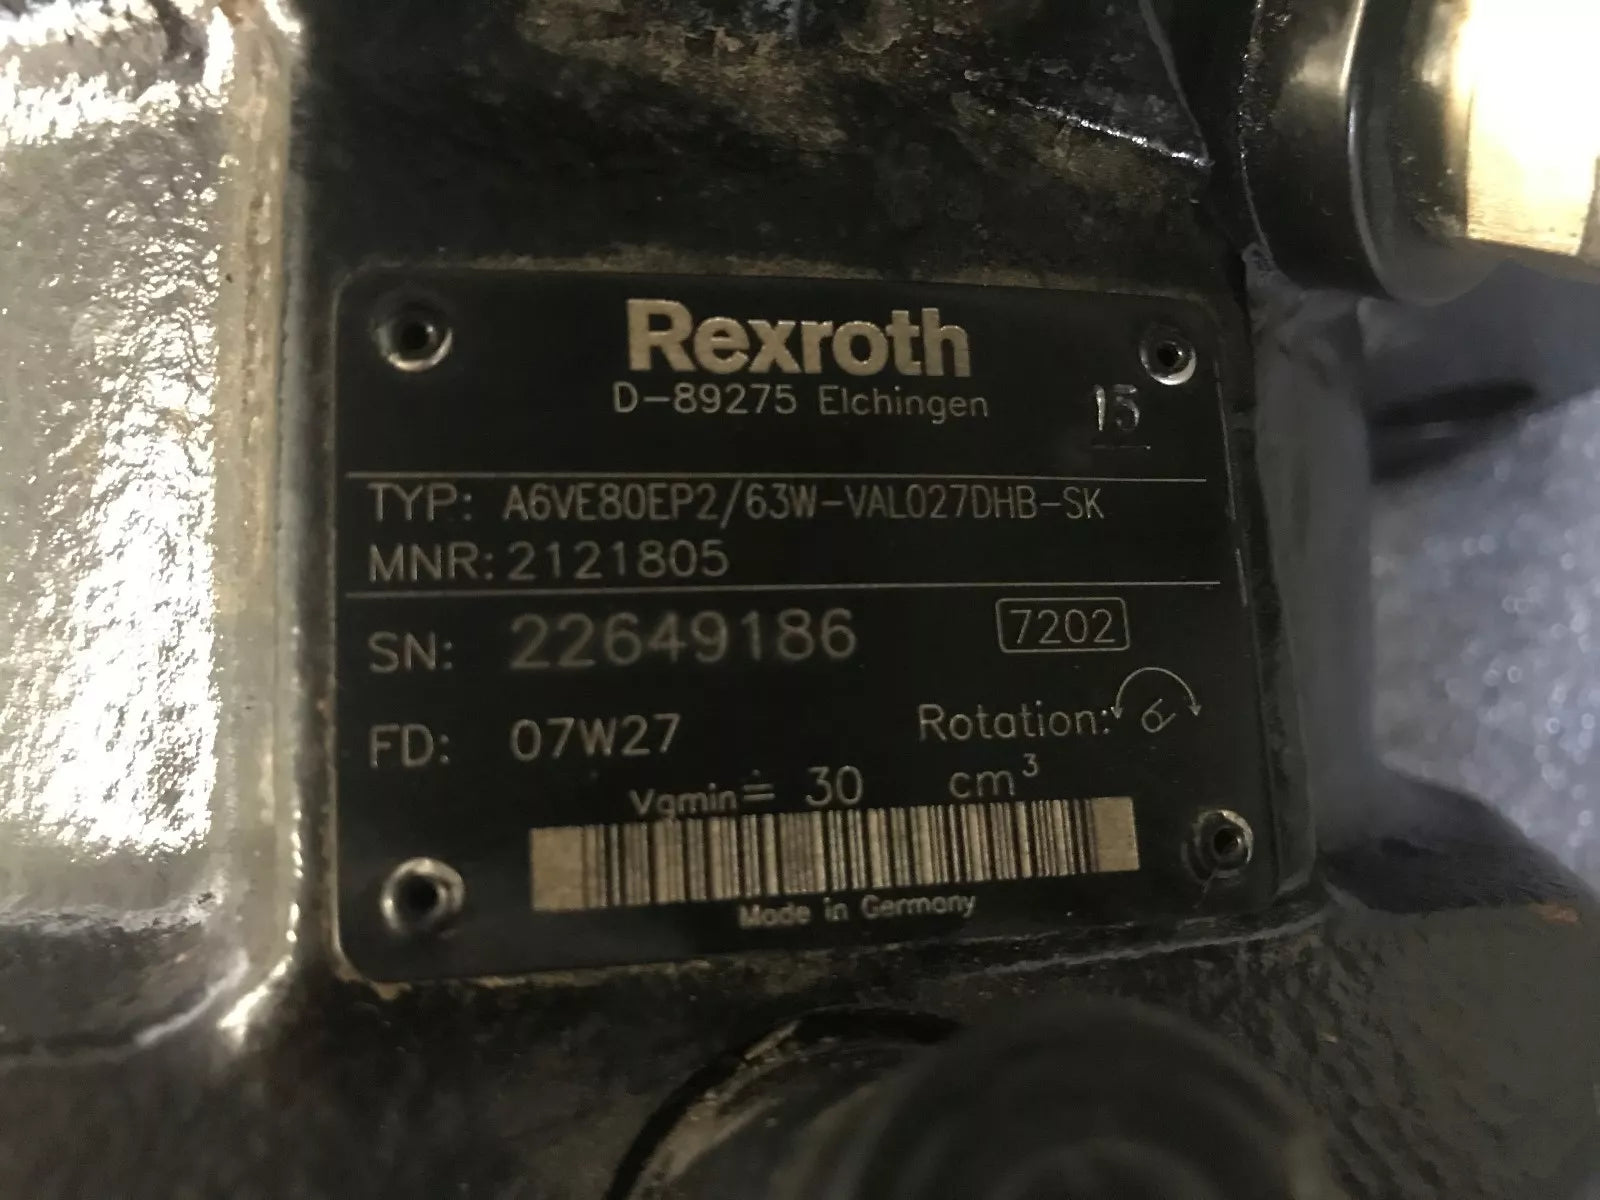 Rexroth
D-89275 Elchingen
15
TYP: A6VE80EP2/63W-VAL027DHB-SK
MNR: 2121805
SN: 22649186 7202
FD: 07W27 Rotation:
Vgmin= 30 cm³
Made in Germany